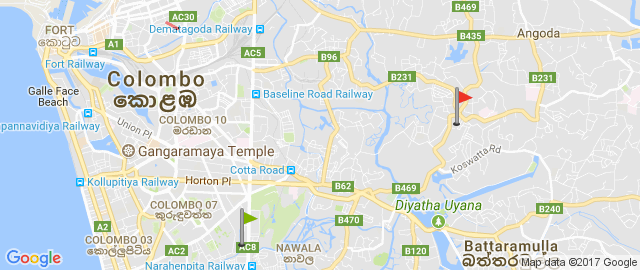 B469
AC30
FORT
කොටුව
Dematagoda Railway
B435
Angoda
A1
Fort Railway
AC5
B96
B231
B231
Colombo
කොළඹ
Galle Face
Beach
Baseline Road Railway
COLOMBO 10
මරදාන
Union Pl
pannavidiya Railway
Gangaramaya Temple
Koswatta Rd
Cotta Road
Kollupitiya Railway
Horton Pl
B62
B469
COLOMBO 07
කුරුඳුවත්ත
Diyatha Uyana
B240
A2
B470
COLOMBO 03
කොල්ලුපිටිය
AC2
AC8
NAWALA
නාවල
B120
Battaramulla
බත්තර
Narahenpita Railway
Google
Map data ©2017 Google